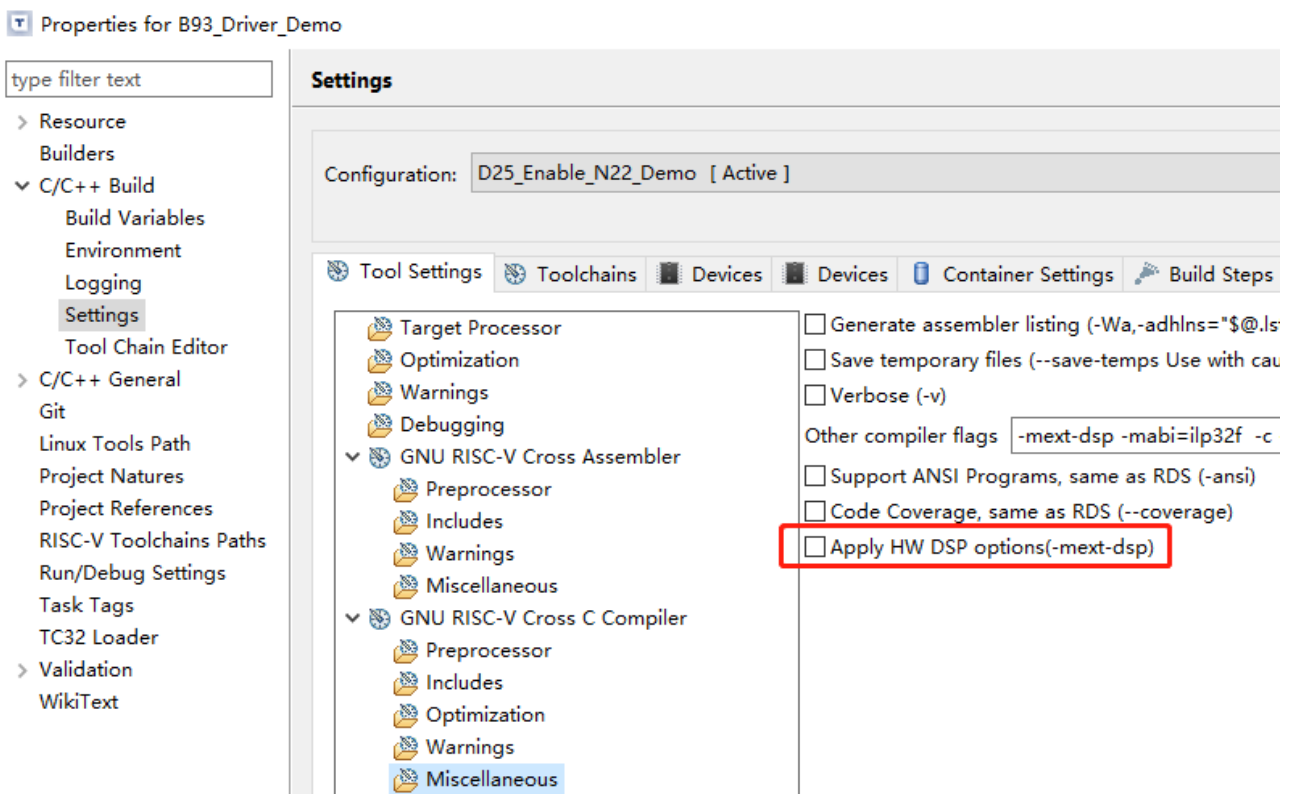 Properties for B93_Driver_Demo
type filter text
Resource
Builders
C/C++ Build
Build Variables
Environment
Logging
Settings
Tool Chain Editor
C/C++ General
Git
Linux Tools Path
Project Natures
Project References
RISC-V Toolchains Paths
Run/Debug Settings
Task Tags
TC32 Loader
Validation
WikiText
Settings
Configuration: D25_Enable_N22_Demo [ Active ]
Tool Settings Toolchains Devices Devices Container Settings Build Steps
Target Processor
Optimization
Warnings
Debugging
GNU RISC-V Cross Assembler
Preprocessor
Includes
Warnings
Miscellaneous
GNU RISC-V Cross C Compiler
Preprocessor
Includes
Optimization
Warnings
Miscellaneous
Generate assembler listing (-Wa,-adhlns="$@.ls
Save temporary files (--save-temps Use with cau
Verbose (-v)
Other compiler flags -mext-dsp -mabi=ilp32f -c
Support ANSI Programs, same as RDS (-ansi)
Code Coverage, same as RDS (--coverage)
Apply HW DSP options(-mext-dsp)